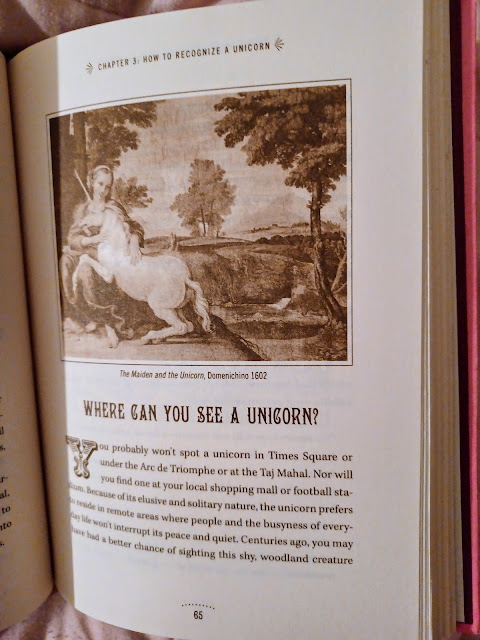 CHAPTER 3: HOW TO RECOGNIZE A UNICORN
The Maiden and the Unicorn, Domenichino 1602
WHERE CAN YOU SEE A UNICORN?
You probably won't spot a unicorn in Times Square or
under the Arc de Triomphe or at the Taj Mahal. Nor will
you find one at your local shopping mall or football sta-
dium. Because of its elusive and solitary nature, the unicorn prefers
to reside in remote areas where people and the busyness of every-
day life won't interrupt its peace and quiet. Centuries ago, you may
have had a better chance of sighting this shy, woodland creature
65